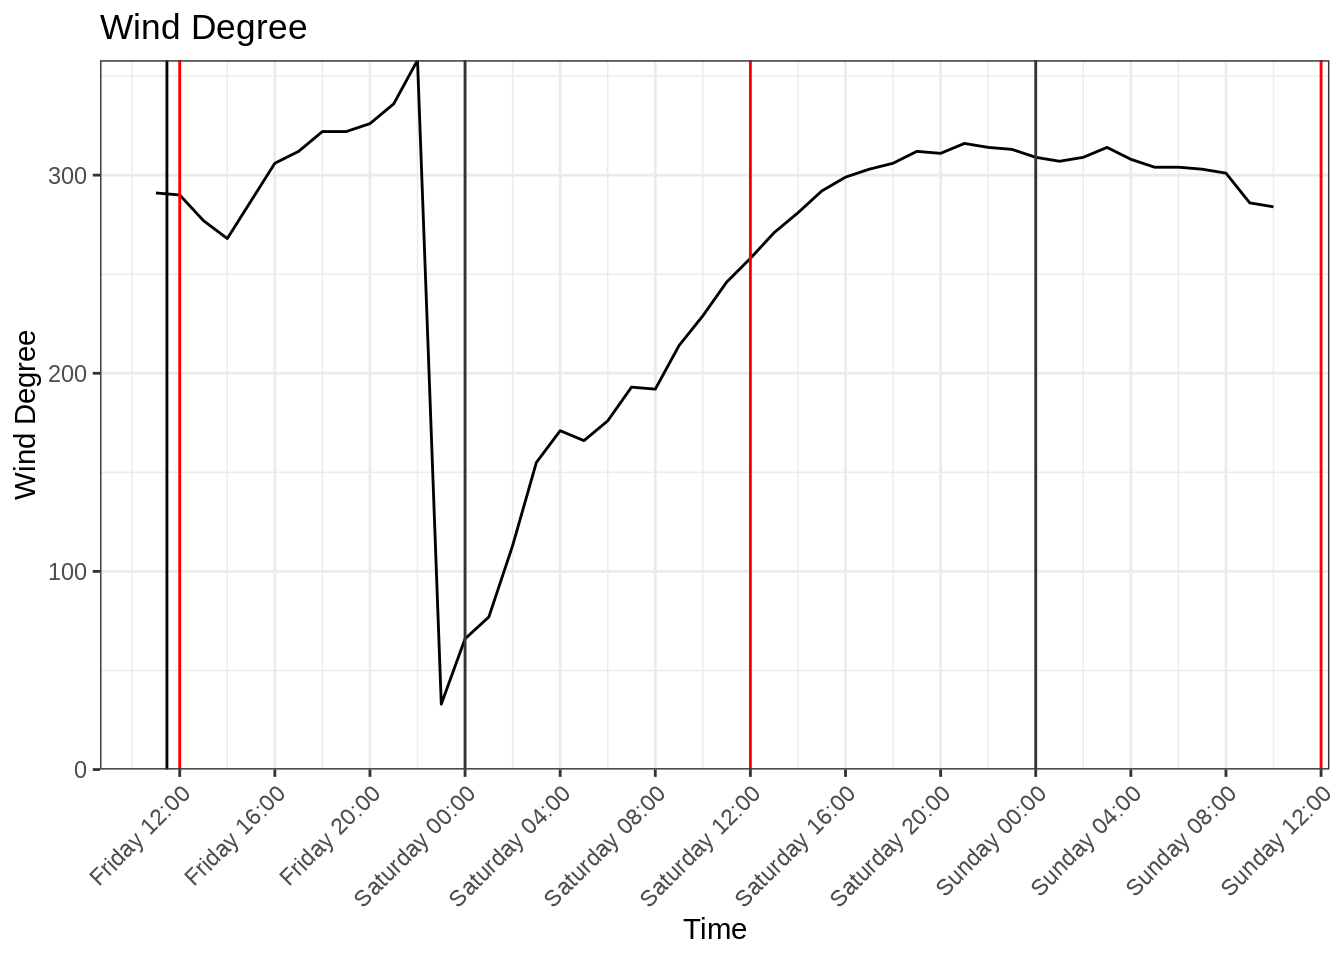 Wind Degree
Wind Degree
300
200
100
0
Friday 12:00
Friday 16:00
Friday 20:00
Saturday 00:00
Saturday 04:00
Saturday 08:00
Saturday 12:00
Saturday 16:00
Saturday 20:00
Sunday 00:00
Sunday 04:00
Sunday 08:00
Sunday 12:00
Time